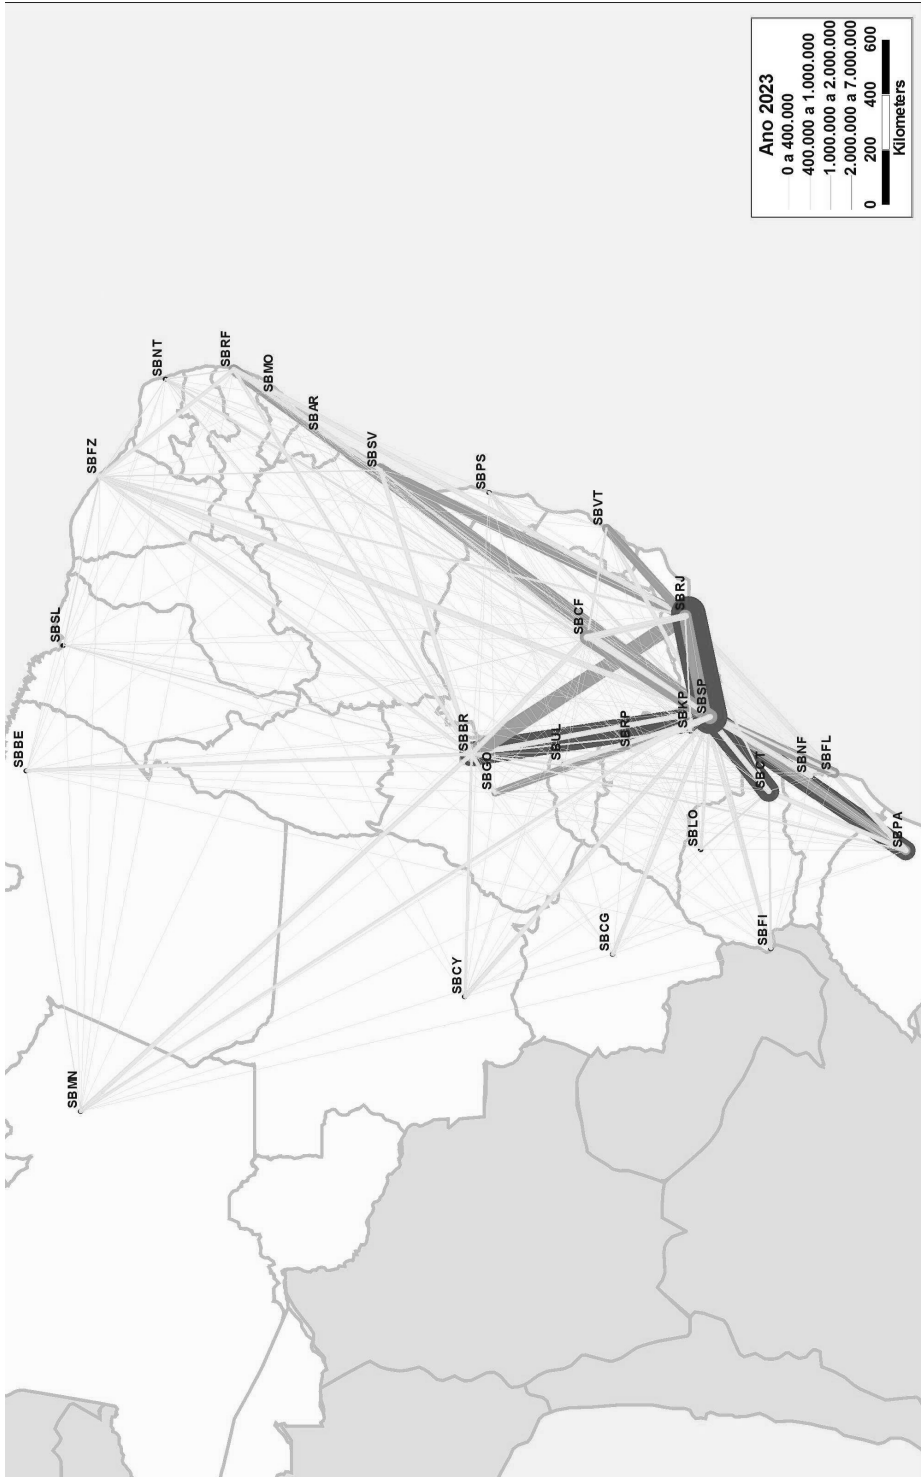 SBBE
SBSL
SBMN
SBFZ
SBNT
SBRF
SBMO
SBAR
SBSV
SBCY
SBBR
SBPS
SBGO
SBUL
SBCF
SBVT
SBCG
SBRP
SBRJ
SBKP
SBLO
SBSP
SBCT
SBFI
SBNF
SBFL
SBPA
Ano 2023
0 a 400.000
400.000 a 1.000.000
1.000.000 a 2.000.000
2.000.000 a 7.000.000
0 200 400 600
Kilometers